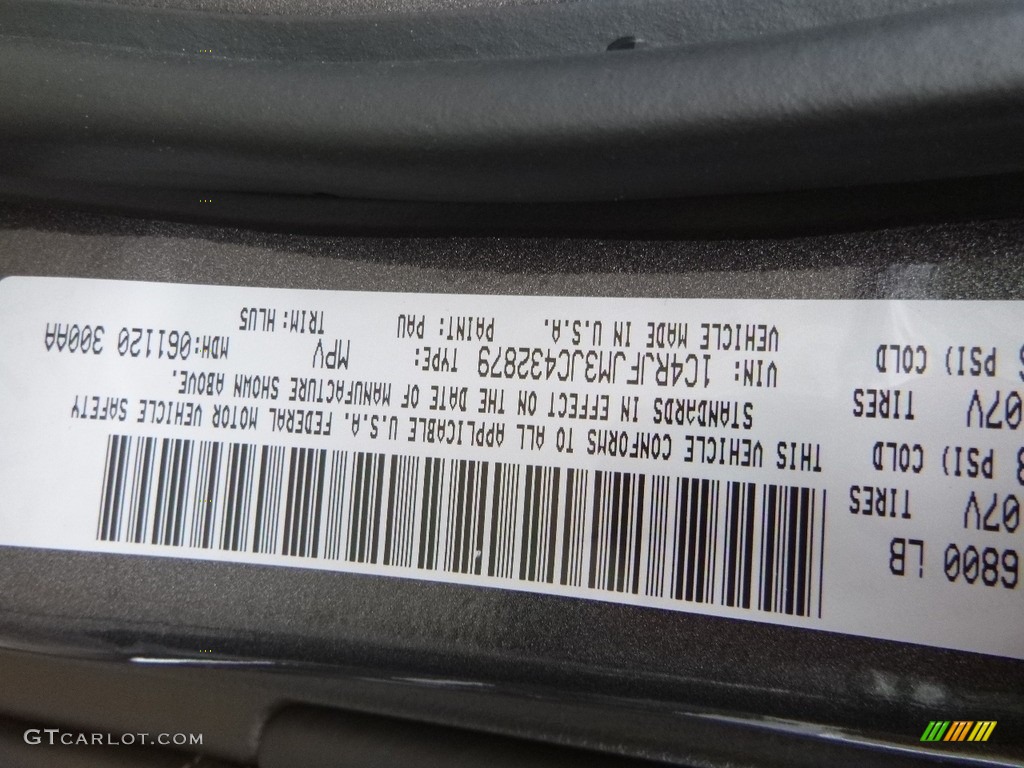 6800 LB
TIRES 07V
PSI) COLD
TIRES 07V
PSI) COLD
THIS VEHICLE CONFORMS TO ALL APPLICABLE U.S.A. FEDERAL MOTOR VEHICLE SAFETY
STANDARDS IN EFFECT ON THE DATE OF MANUFACTURE SHOWN ABOVE.
VIN: 1C4RJFJM3JC432879 TYPE: MPV MDH:061120 300AA
VEHICLE MADE IN U.S.A. PAINT: PAU TRIM: HLU5
GTCARLOT.COM